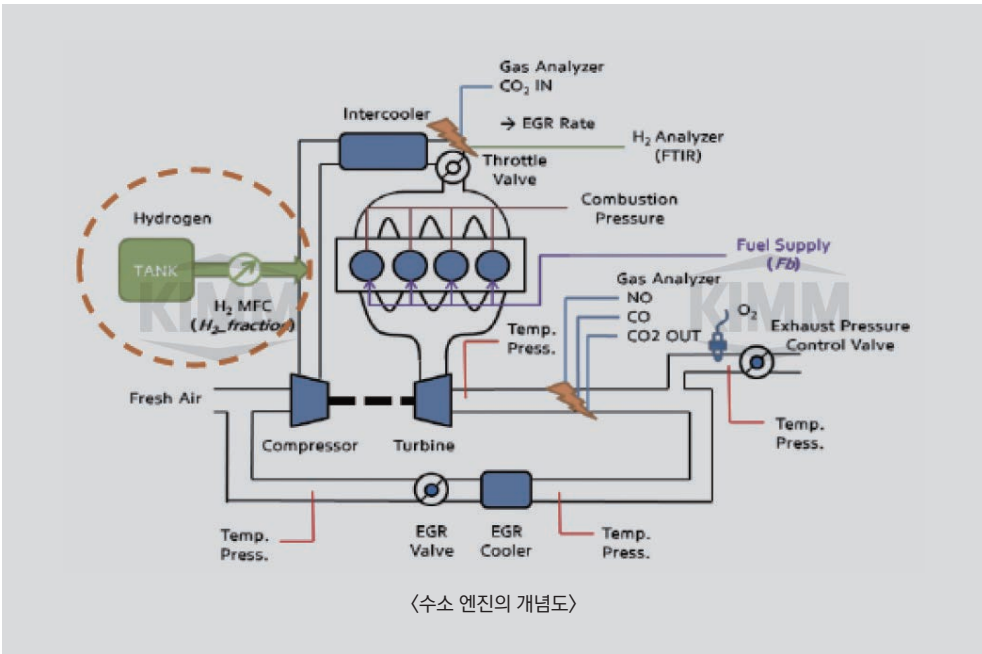 Gas Analyzer
CO₂ IN
→ EGR Rate
Intercooler
H₂ Analyzer
(FTIR)
Throttle
Valve
Combustion
Pressure
Hydrogen
TANK
H₂ MFC
(H₂_fraction)
Fuel Supply
(Fb)
Gas Analyzer
NO
CO
CO2 OUT
O₂
Exhaust Pressure
Control Valve
Temp.
Press.
Fresh Air
Compressor
Turbine
Temp.
Press.
Temp.
Press.
EGR
Valve
EGR
Cooler
Temp.
Press.
KIMM
KIMM
〈수소 엔진의 개념도〉